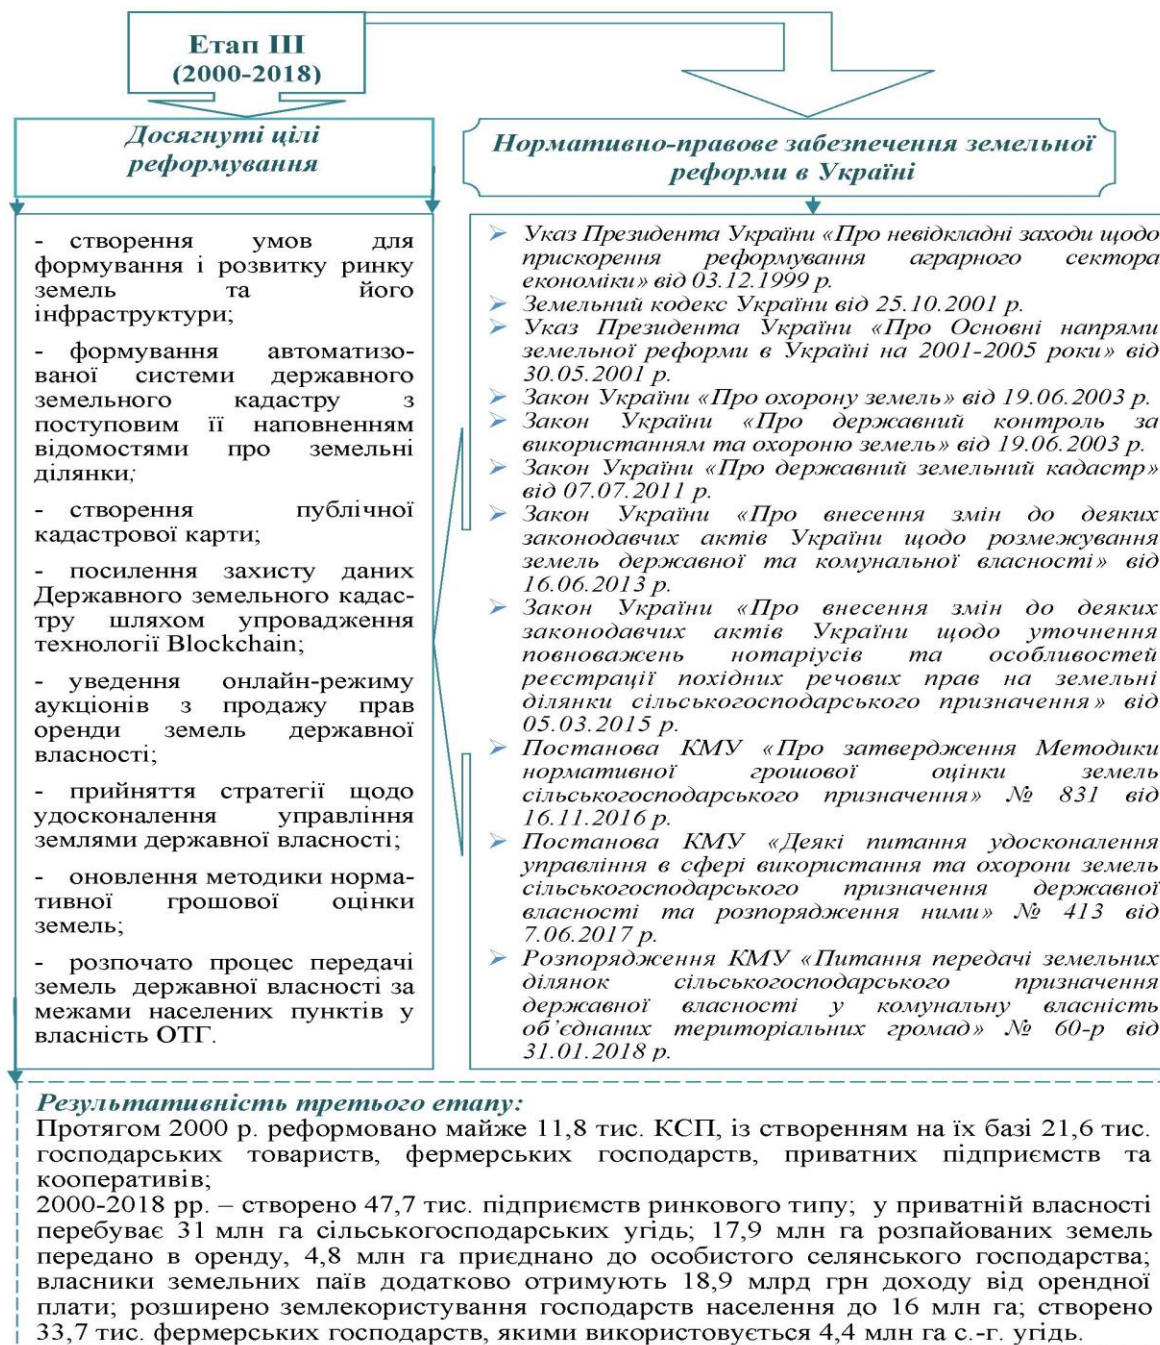 Етап III
(2000-2018)
Досягнуті цілі
реформування
Нормативно-правове забезпечення земельної
реформи в Україні
- створення умов для
формування і розвитку ринку
земель та його
інфраструктури;
- формування автоматизо-
ваної системи державного
земельного кадастру з
поступовим її наповненням
відомостями про земельні
ділянки;
- створення публічної
кадастрової карти;
- посилення захисту даних
Державного земельного кадас-
тру шляхом упровадження
технології Blockchain;
- уведення онлайн-режиму
аукціонів з продажу прав
оренди земель державної
власності;
- прийняття стратегії щодо
удосконалення управління
землями державної власності;
- оновлення методики норма-
тивної грошової оцінки
земель;
- розпочато процес передачі
земель державної власності за
межами населених пунктів у
власність ОТГ.
➢ Указ Президента України «Про невідкладні заходи щодо
прискорення реформування аграрного сектора
економіки» від 03.12.1999 р.
➢ Земельний кодекс України від 25.10.2001 р.
➢ Указ Президента України «Про Основні напрями
земельної реформи в Україні на 2001-2005 роки» від
30.05.2001 р.
➢ Закон України «Про охорону земель» від 19.06.2003 р.
➢ Закон України «Про державний контроль за
використанням та охороню земель» від 19.06.2003 р.
➢ Закон України «Про державний земельний кадастр»
від 07.07.2011 р.
➢ Закон України «Про внесення змін до деяких
законодавчих актів України щодо розмежування
земель державної та комунальної власності» від
16.06.2013 р.
➢ Закон України «Про внесення змін до деяких
законодавчих актів України щодо уточнення
повноважень нотаріусів та особливостей
реєстрації похідних речових прав на земельні
ділянки сільськогосподарського призначення» від
05.03.2015 р.
➢ Постанова КМУ «Про затвердження Методики
нормативної грошової оцінки земель
сільськогосподарського призначення» № 831 від
16.11.2016 р.
➢ Постанова КМУ «Деякі питання удосконалення
управління в сфері використання та охорони земель
сільськогосподарського призначення державної
власності та розпорядження ними» № 413 від
7.06.2017 р.
➢ Розпорядження КМУ «Питання передачі земельних
ділянок сільськогосподарського призначення
державної власності у комунальну власність
об’єднаних територіальних громад» № 60-р від
31.01.2018 р.
Результативність третього етапу:
Протягом 2000 р. реформовано майже 11,8 тис. КСП, із створенням на їх базі 21,6 тис.
господарських товариств, фермерських господарств, приватних підприємств та
кооперативів;
2000-2018 рр. – створено 47,7 тис. підприємств ринкового типу; у приватній власності
перебуває 31 млн га сільськогосподарських угідь; 17,9 млн га розпайованих земель
передано в оренду, 4,8 млн га приєднано до особистого селянського господарства;
власники земельних паїв додатково отримують 18,9 млрд грн доходу від орендної
плати; розширено землекористування господарств населення до 16 млн га; створено
33,7 тис. фермерських господарств, якими використовується 4,4 млн га с.-г. угідь.